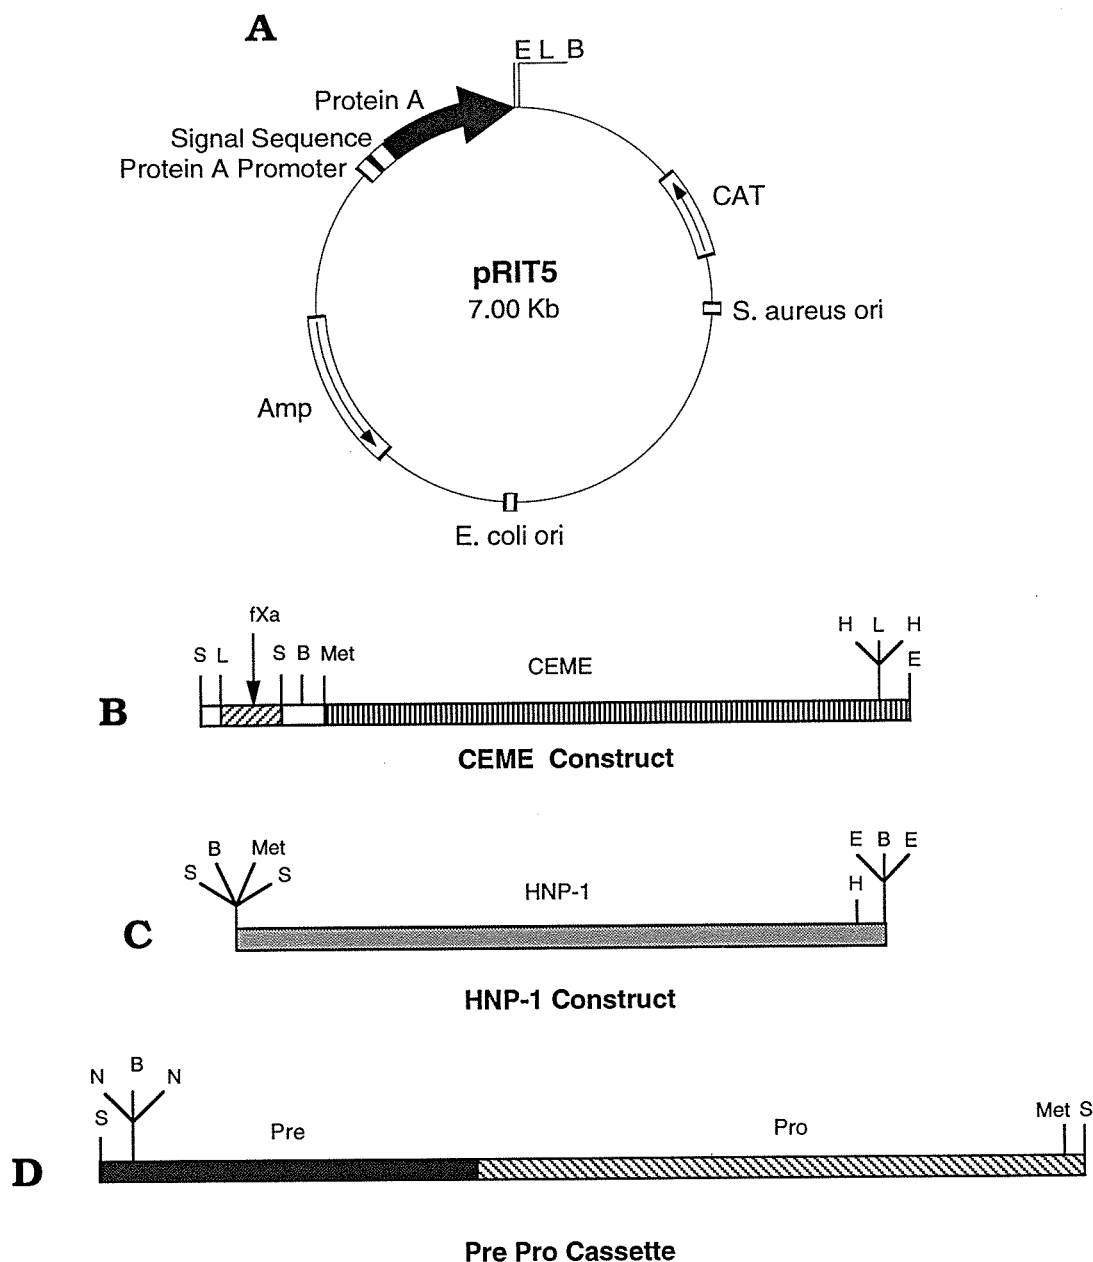 A
E L B
Protein A
Signal Sequence
Protein A Promoter
CAT
pRIT5
7.00 Kb
S. aureus ori
Amp
E. coli ori
fXa
H L H
S L S B Met CEME E
B
CEME Construct
E B E
B Met
S S
HNP-1 H
C
HNP-1 Construct
B
N N
S Pre Pro Met S
D
Pre Pro Cassette